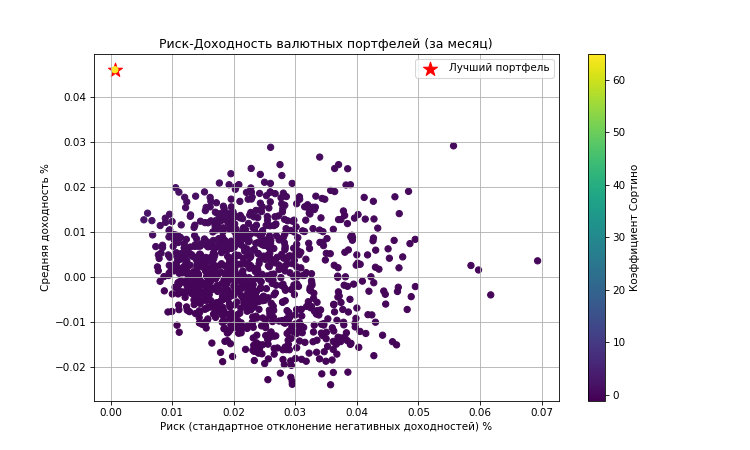 Риск-Доходность валютных портфелей (за месяц)
Лучший портфель
Средняя доходность %
0.04
0.03
0.02
0.01
0.00
−0.01
−0.02
0.00 0.01 0.02 0.03 0.04 0.05 0.06 0.07
Риск (стандартное отклонение негативных доходностей) %
60
50
40
30
20
10
0
Коэффициент Сортино